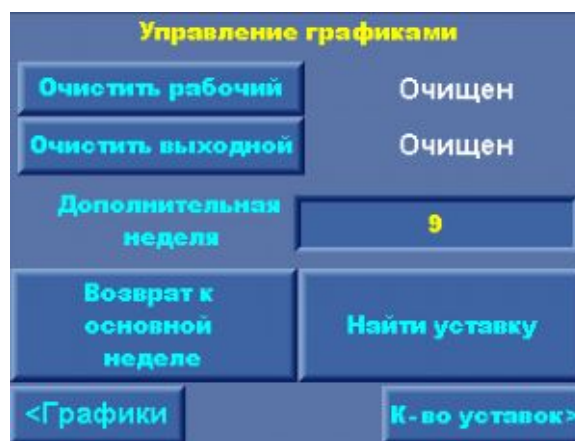 Управление графиками
Очистить рабочий
Очищен
Очистить выходной
Очищен
Дополнительная
неделя
9
Возврат к
основной
неделе
Найти уставку
<Графики
К-во уставок>